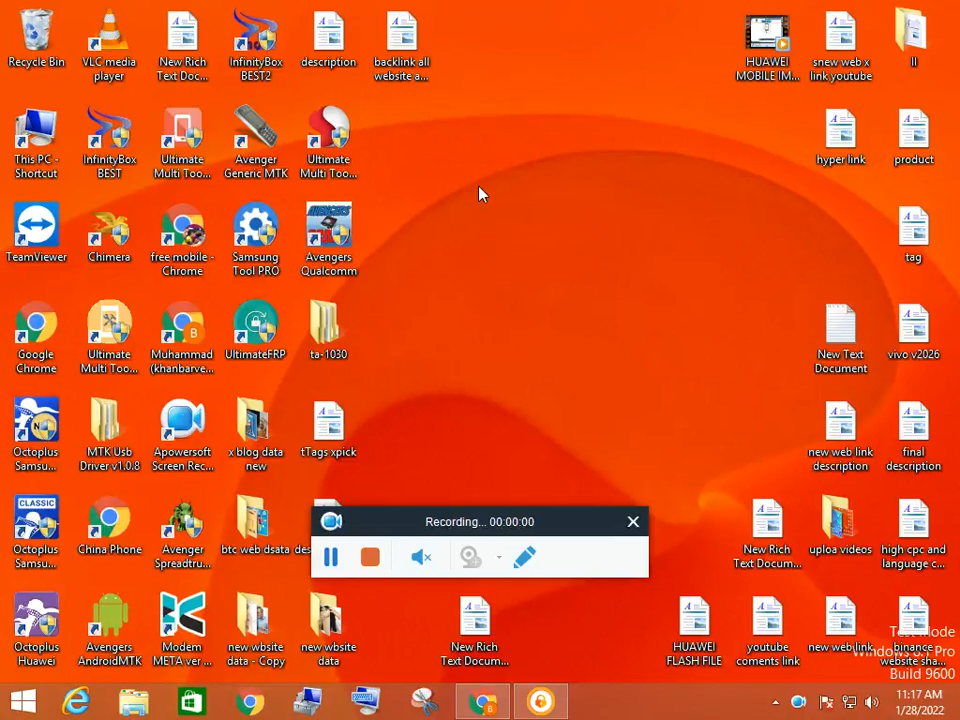 Recycle Bin
VLC media player
New Rich Text Doc...
InfinityBox BEST2
description
backlink all website a...
HUAWEI MOBILE IM...
snew web x link youtube
ll
This PC - Shortcut
InfinityBox BEST
Ultimate Multi Too...
Avenger Generic MTK
Ultimate Multi Too...
hyper link
product
TeamViewer
Chimera
free mobile - Chrome
Samsung Tool PRO
AVENGERS
Avengers Qualcomm
tag
Google Chrome
Ultimate Multi Too...
B
Muhammad (khanbarve...
UltimateFRP
ta-1030
New Text Document
vivo v2026
N
Octoplus Samsu...
MTK Usb Driver v1.0.8
Apowersoft Screen Rec...
x blog data new
tTags xpick
new web link description
final description
CLASSIC
Octoplus Samsu...
China Phone
Avenger Spreadtru...
btc web dsata
des
Recording... 00:00:00
New Rich Text Docum...
uploa videos
high cpc and language c...
Octoplus Huawei
Avengers AndroidMTK
Modem META ver ...
new wbsite data - Copy
new wbsite data
New Rich Text Docum...
HUAWEI FLASH FILE
youtube coments link
new weblink
binance website sha...
Test Mode
Windows 8.1 Pro
Build 9600
B
11:17 AM
1/28/2022